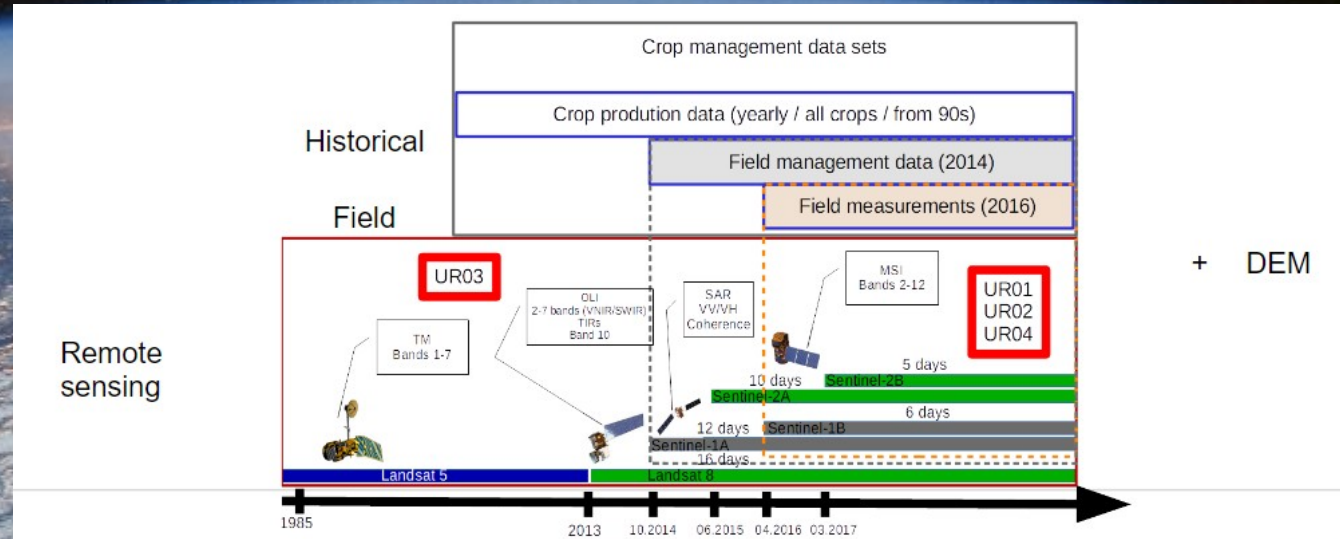 Crop management data sets
Crop prodution data (yearly / all crops / from 90s)
Historical
Field management data (2014)
Field measurements (2016)
Field
UR03
OLI
2-7 bands (VNIR/SWIR)
TIRs
Band 10
SAR
VV/VH
Coherence
MSI
Bands 2-12
UR01
UR02
UR04
+ DEM
TM
Bands 1-7
Remote
sensing
5 days
10 days
Sentinel-2B
Sentinel-2A
6 days
12 days
Sentinel-1B
Sentinel-1A
16 days
Landsat 5
Landsat 8
1985
2013
10.2014
06.2015
04.2016
03.2017